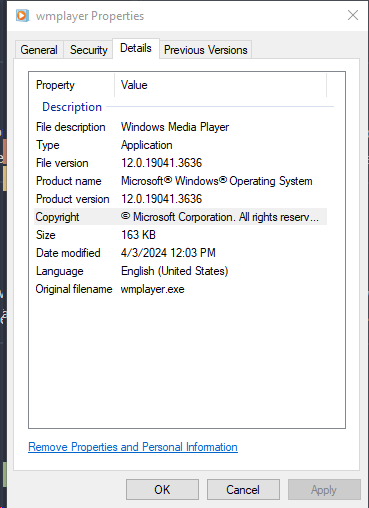 wmplayer Properties
General Security Details Previous Versions
Property Value
Description
File description Windows Media Player
Type Application
File version 12.0.19041.3636
Product name Microsoft® Windows® Operating System
Product version 12.0.19041.3636
Copyright © Microsoft Corporation. All rights reserv...
Size 163 KB
Date modified 4/3/2024 12:03 PM
Language English (United States)
Original filename wmplayer.exe
Remove Properties and Personal Information
OK Cancel Apply